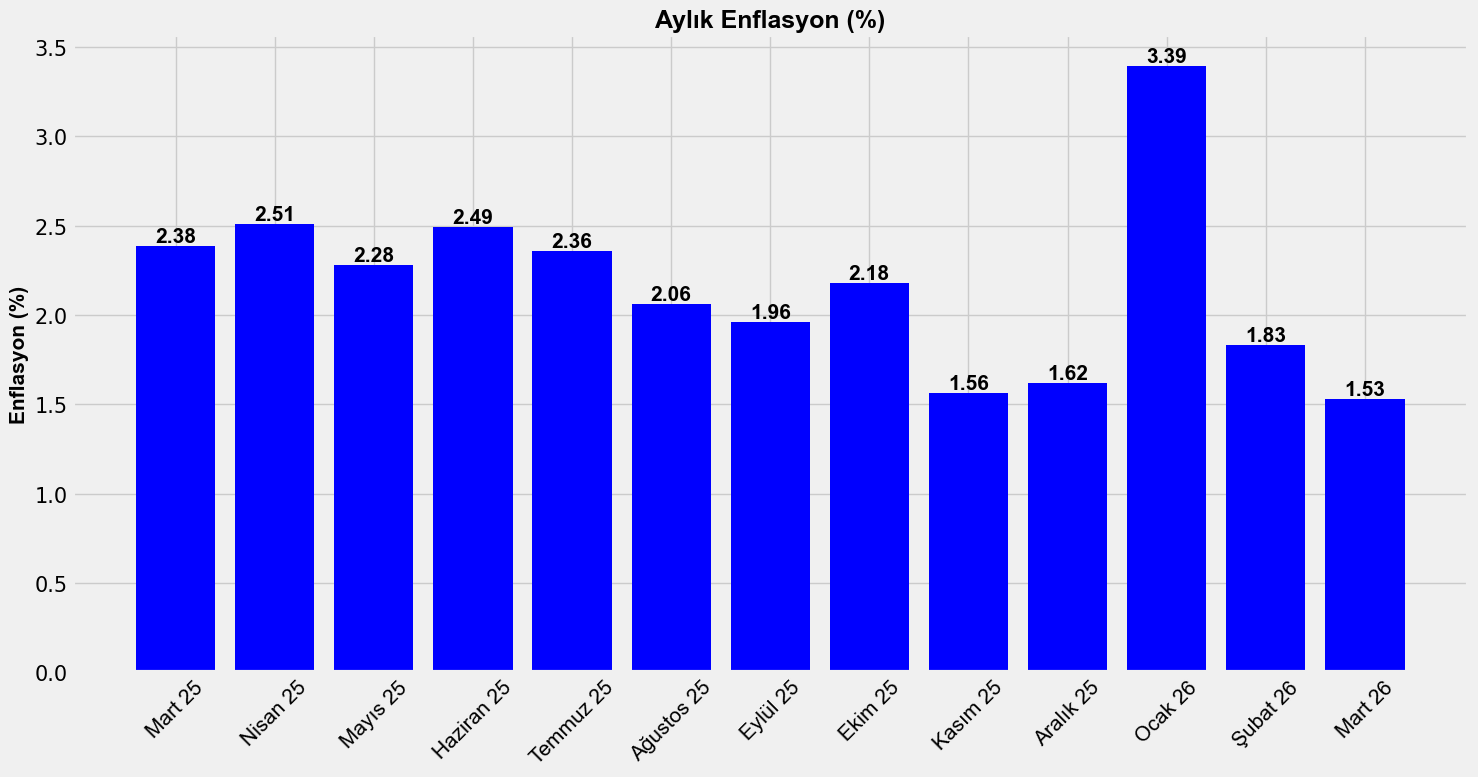 Aylık Enflasyon (%)
Enflasyon (%)
3.5
3.0
2.5
2.0
1.5
1.0
0.5
0.0
2.38
2.51
2.28
2.49
2.36
2.06
1.96
2.18
1.56
1.62
3.39
1.83
1.53
Mart 25
Nisan 25
Mayıs 25
Haziran 25
Temmuz 25
Ağustos 25
Eylül 25
Ekim 25
Kasım 25
Aralık 25
Ocak 26
Şubat 26
Mart 26